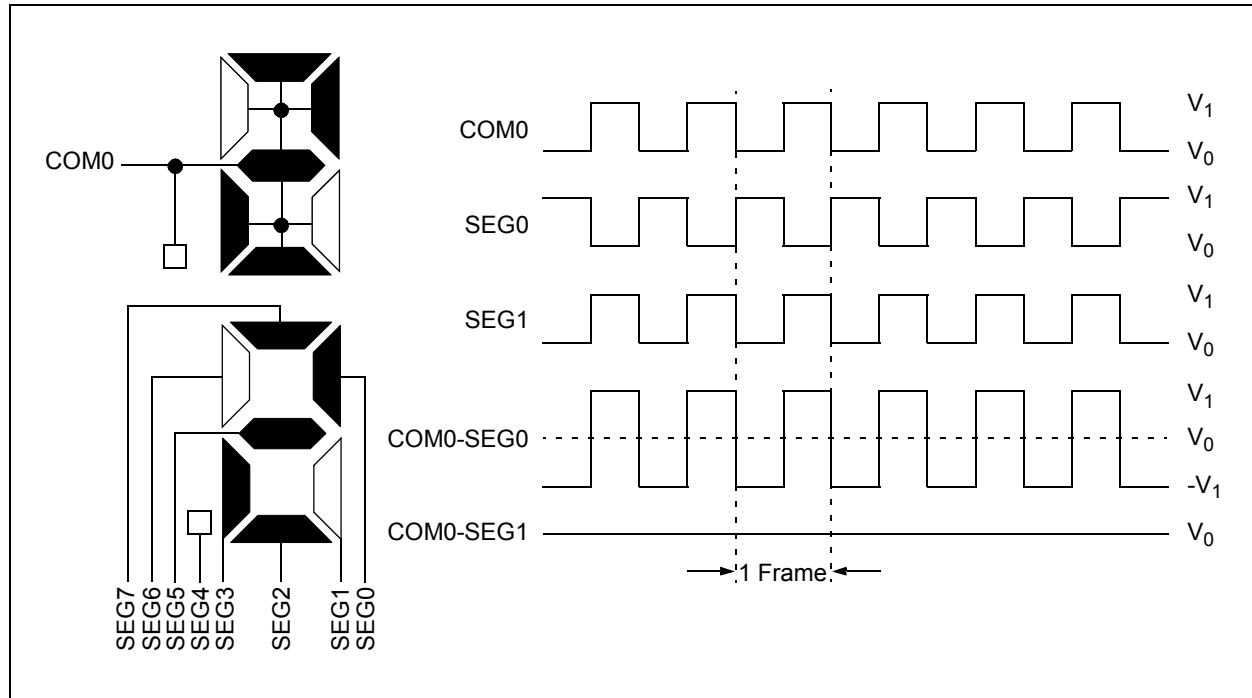 COM0
COM0
V1
V0
SEG0
V1
V0
SEG1
V1
V0
COM0-SEG0
V1
V0
-V1
COM0-SEG1
V0
1 Frame
SEG7
SEG6
SEG5
SEG4
SEG3
SEG2
SEG1
SEG0